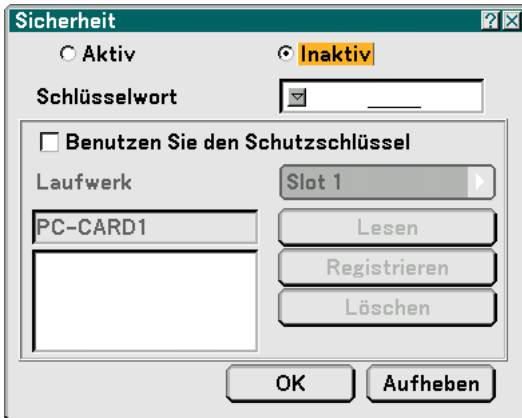 Sicherheit
Aktiv Inaktiv
Schlüsselwort
Benutzen Sie den Schutzschlüssel
Laufwerk Slot 1
PC-CARD1 Lesen
Registrieren
Löschen
OK Aufheben